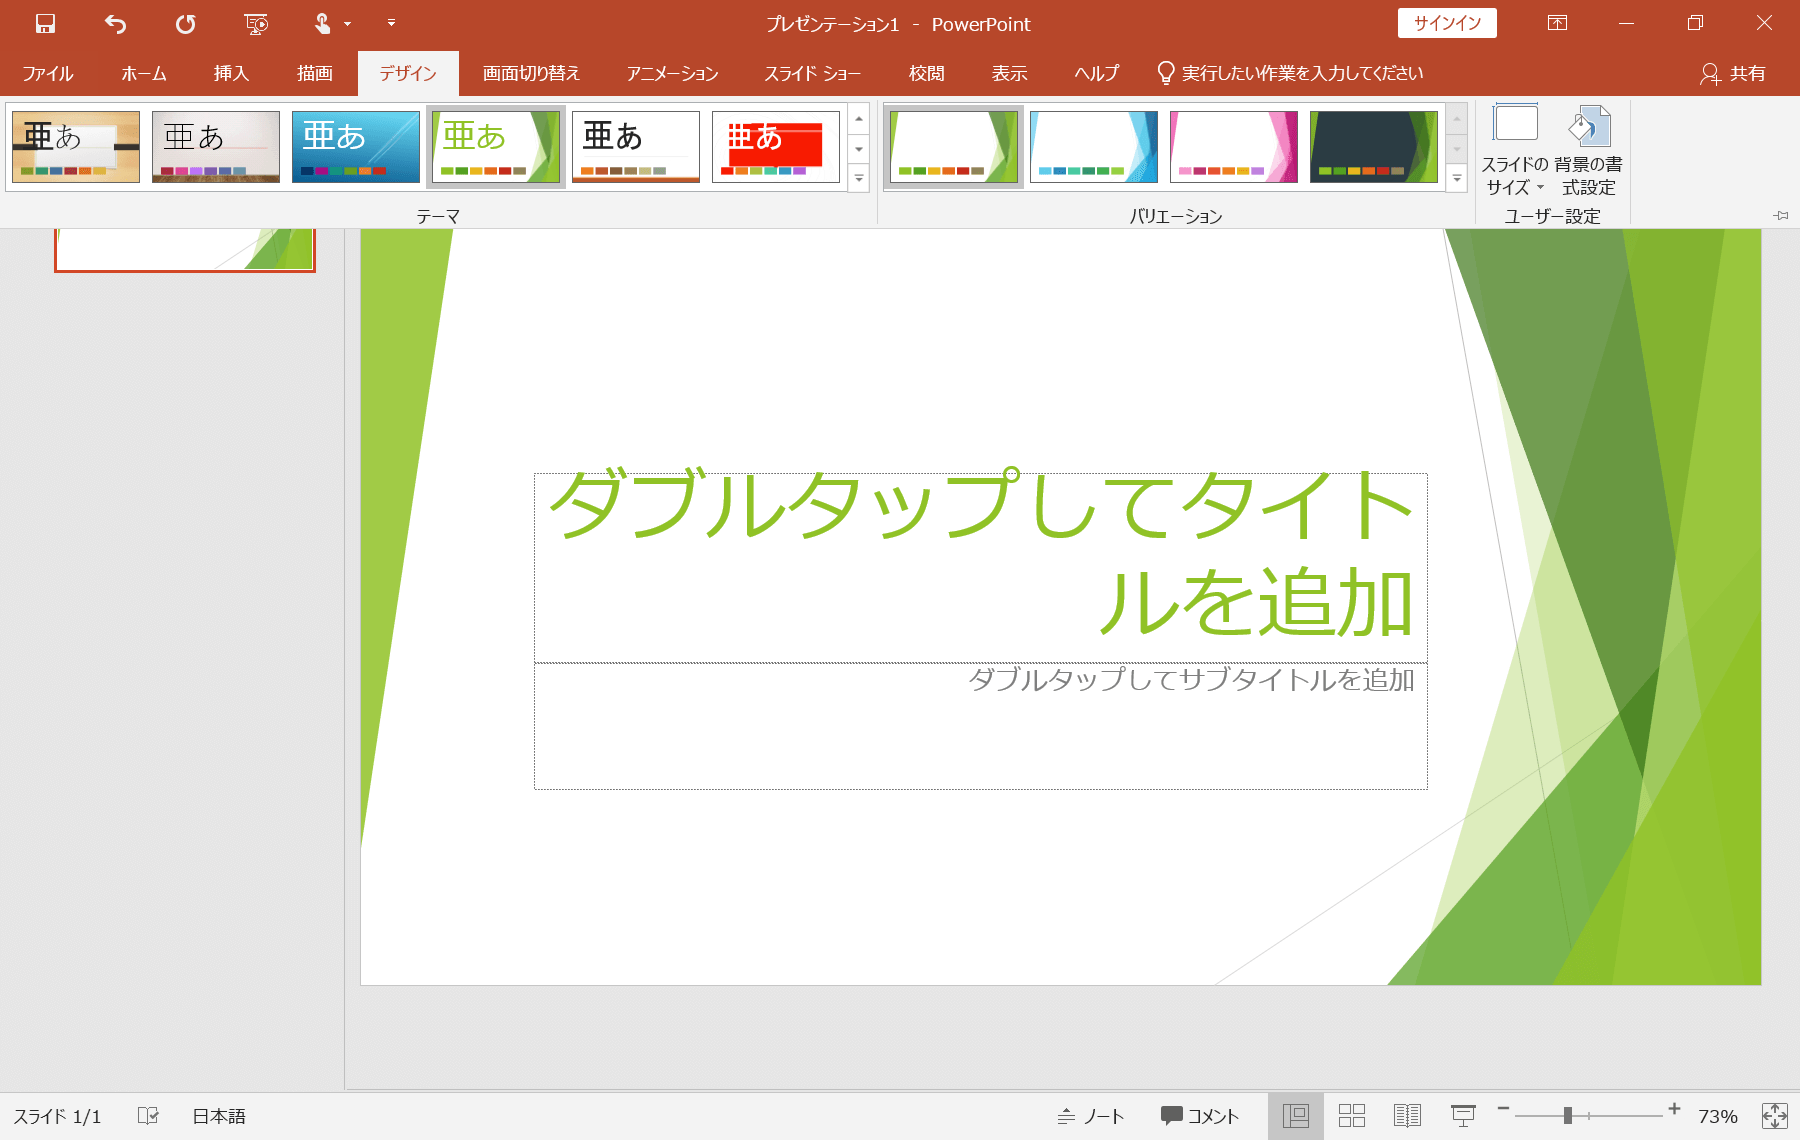 プレゼンテーション1 - PowerPoint
サインイン
ファイル ホーム 挿入 描画 デザイン 画面切り替え アニメーション スライド ショー 校閲 表示 ヘルプ 実行したい作業を入力してください 共有
亜あ 亜あ 亜あ 亜あ 亜あ 亜あ
スライドの
サイズ
背景の書
式設定
テーマ バリエーション ユーザー設定
ダブルタップしてタイト
ルを追加
ダブルタップしてサブタイトルを追加
スライド 1/1 日本語 ノート コメント 73%